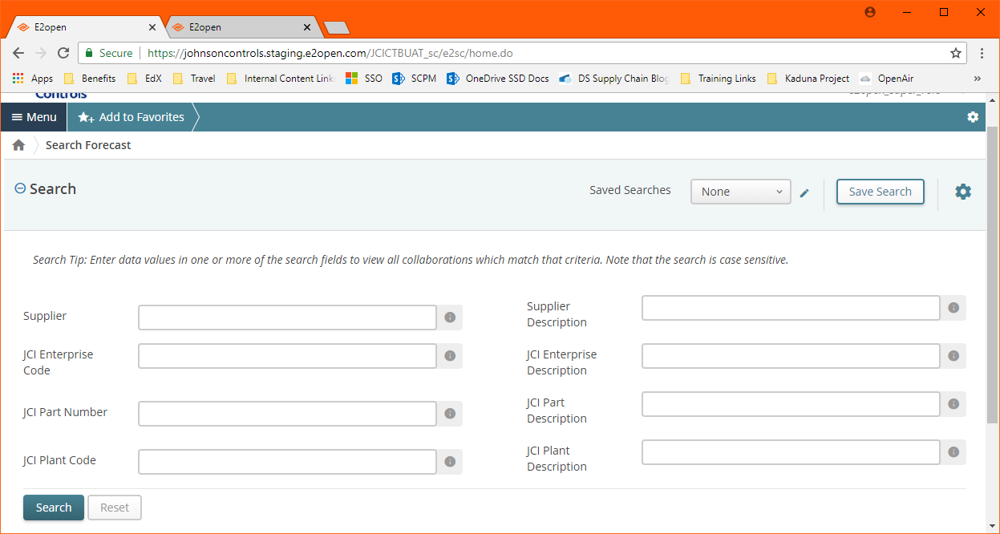 E2open
E2open
Secure https://johnsoncontrols.staging.e2open.com/JCICTBUAT_sc/e2sc/home.do
Apps Benefits EdX Travel Internal Content Link SSO SCPM OneDrive SSD Docs DS Supply Chain Blog Training Links Kaduna Project OpenAir »
Controls
Menu Add to Favorites
Search Forecast
Search
Saved Searches None Save Search
Search Tip: Enter data values in one or more of the search fields to view all collaborations which match that criteria. Note that the search is case sensitive.
Supplier
Supplier
Description
JCI Enterprise
Code
JCI Enterprise
Description
JCI Part Number
JCI Part
Description
JCI Plant Code
JCI Plant
Description
Search Reset